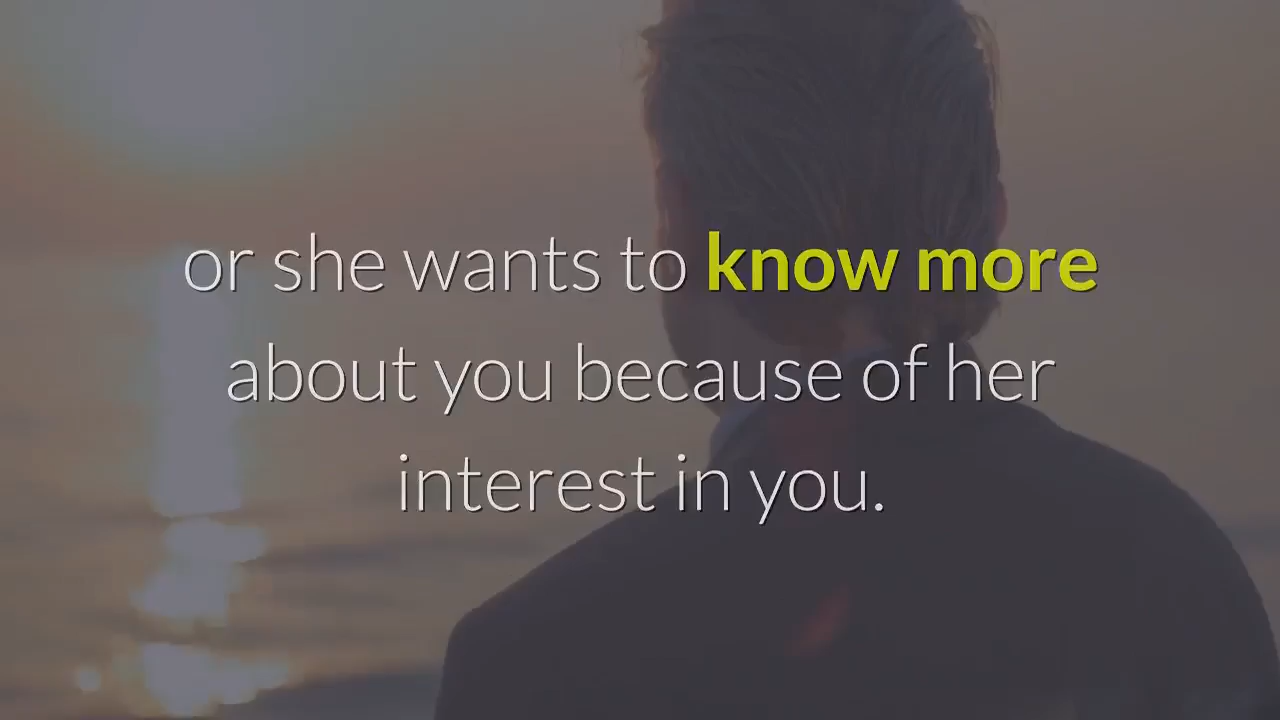 or she wants to know more
about you because of her
interest in you.